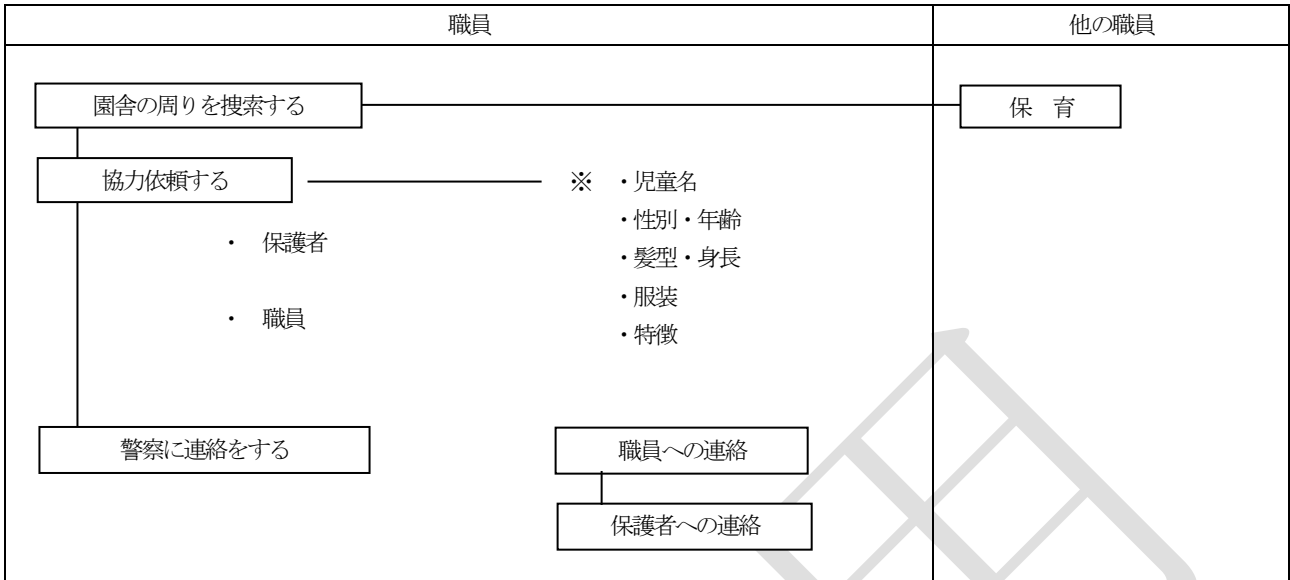 職員
他の職員
園舎の周りを捜索する
保　育
協力依頼する
※ ・児童名
・性別・年齢
・髪型・身長
・服装
・特徴
・ 保護者
・ 職員
警察に連絡をする
職員への連絡
保護者への連絡